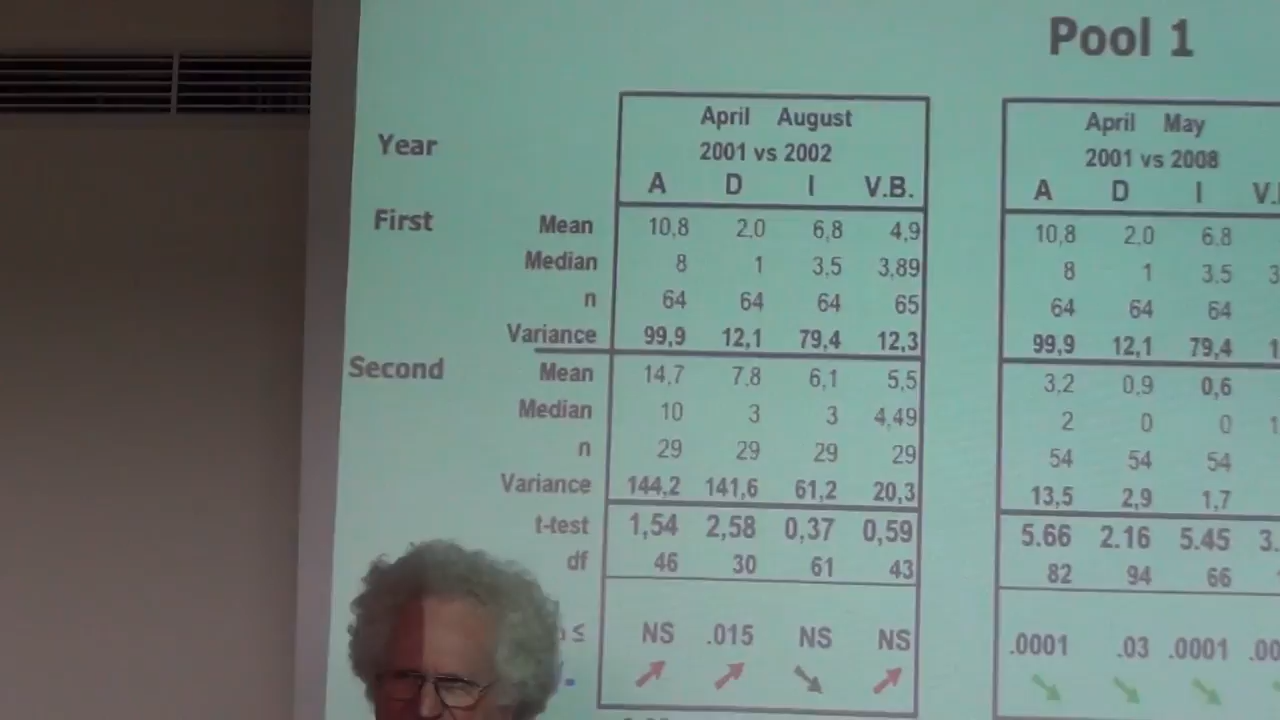 Pool 1
April August April May
Year 2001 vs 2002 2001 vs 2008
A D I V.B. A D I
First Mean 10,8 2,0 6,8 4,9 10,8 2,0 6,8
Median 8 1 3,5 3,89 8 1 3,5
n 64 64 64 65 64 64 64
Variance 99,9 12,1 79,4 12,3 99,9 12,1 79,4
Second Mean 14,7 7,8 6,1 5,5 3,2 0,9 0,6
Median 10 3 3 4,49 2 0 0
n 29 29 29 29 54 54 54
Variance 144,2 141,6 61,2 20,3 13,5 2,9 1,7
t-test 1,54 2,58 0,37 0,59 5.66 2.16 5.45
df 46 30 61 43 82 94 66
≤ NS .015 NS NS .0001 .03 .0001